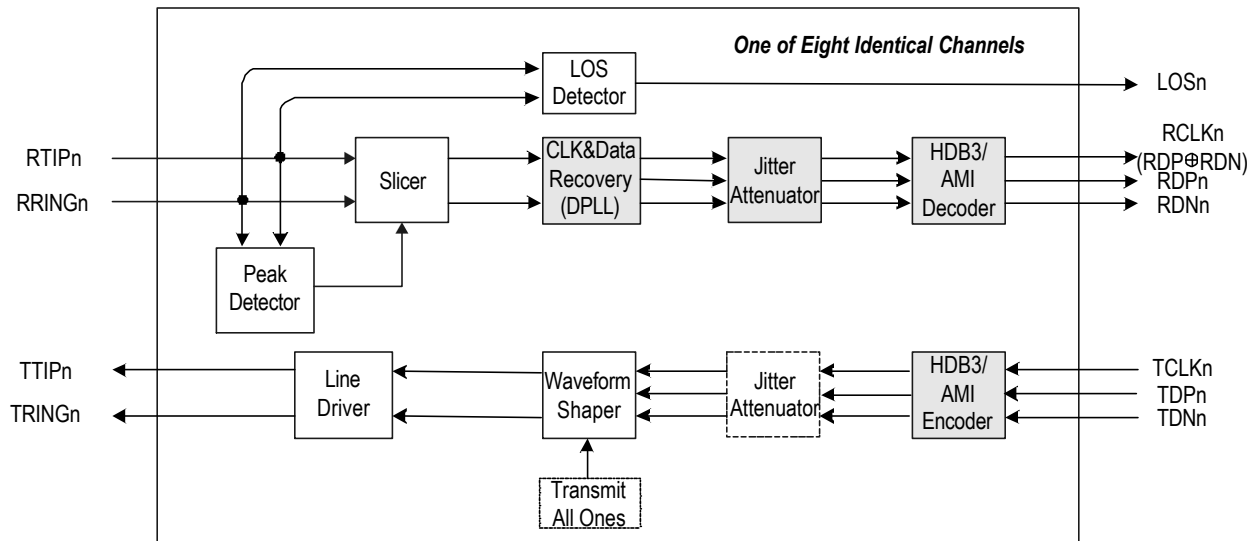 One of Eight Identical Channels
LOS
Detector
LOSn
RTIPn
RRINGn
Slicer
CLK&Data
Recovery
(DPLL)
Jitter
Attenuator
HDB3/
AMI
Decoder
RCLKn
(RDP⊕RDN)
RDPn
RDNn
Peak
Detector
TTIPn
TRINGn
Line
Driver
Waveform
Shaper
Jitter
Attenuator
HDB3/
AMI
Encoder
TCLKn
TDPn
TDNn
Transmit
All Ones